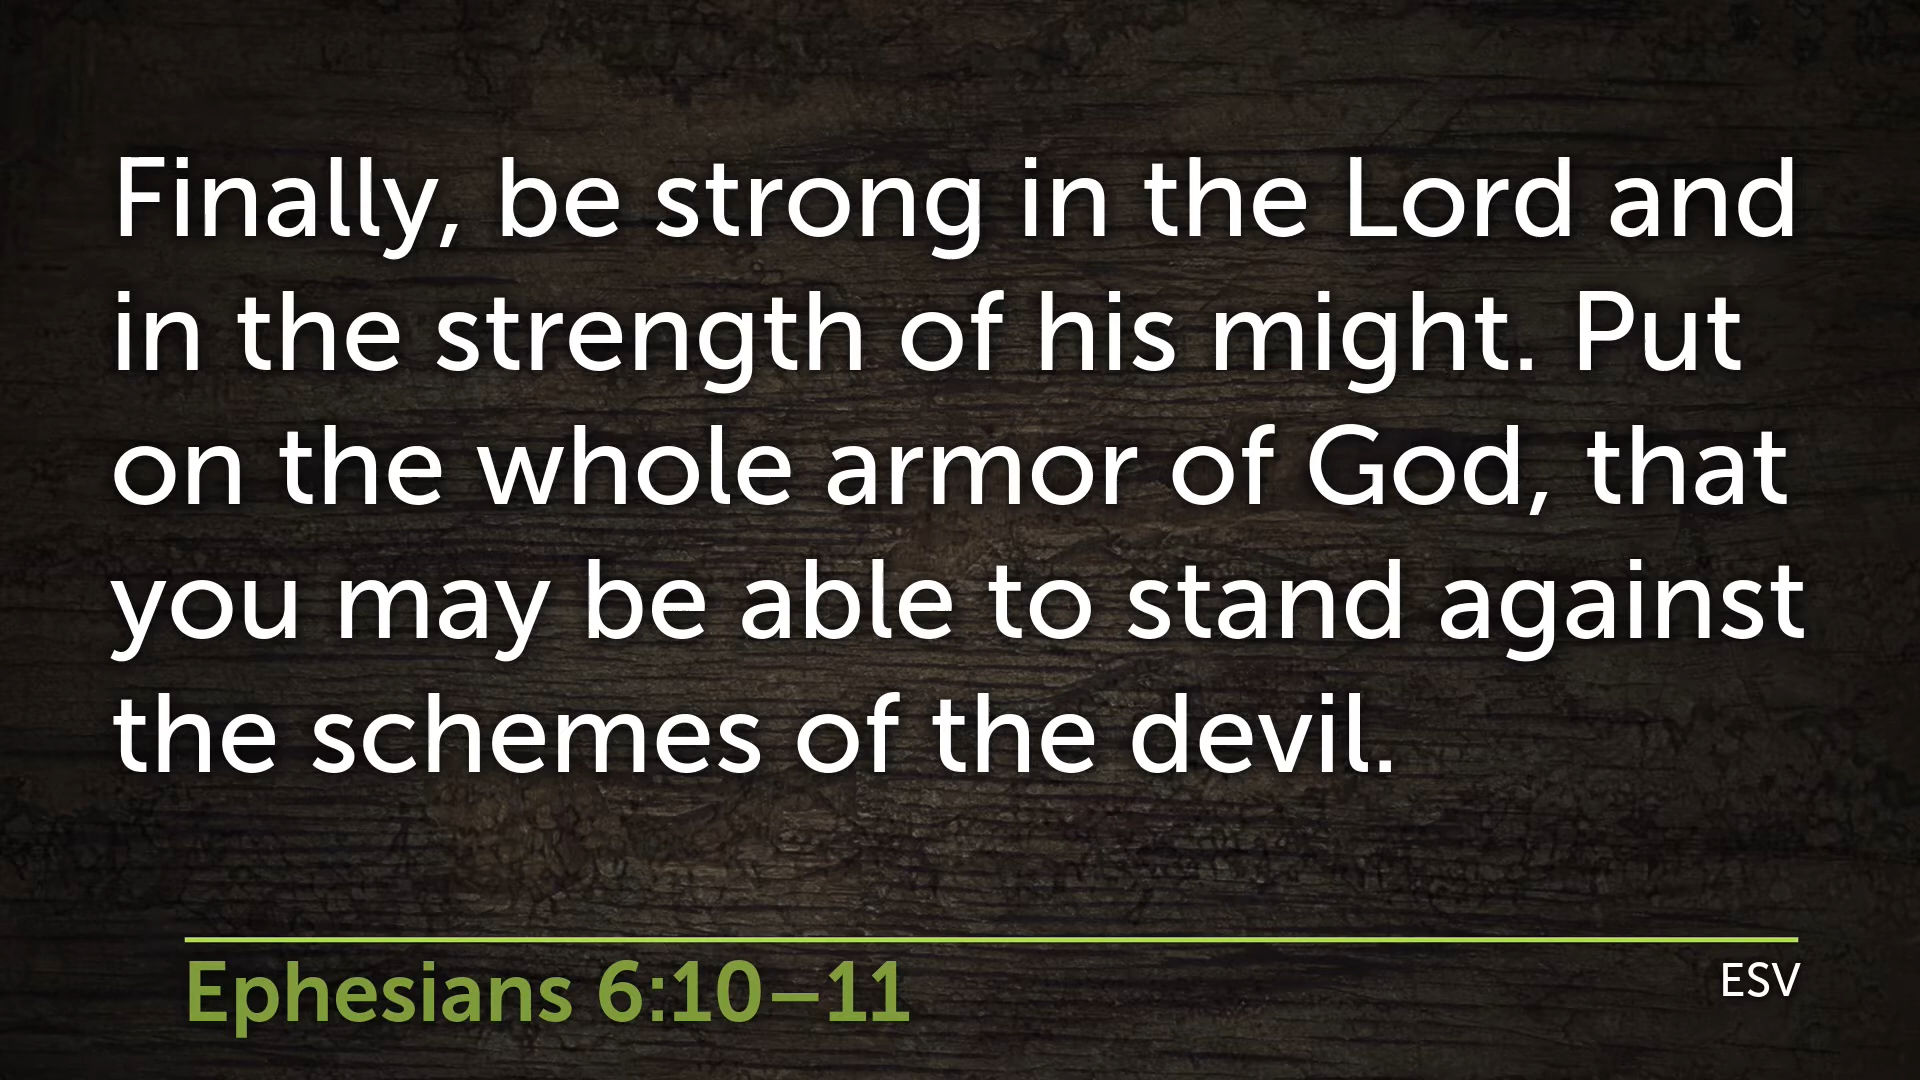 Finally, be strong in the Lord and
in the strength of his might. Put
on the whole armor of God, that
you may be able to stand against
the schemes of the devil.
Ephesians 6:10–11
ESV